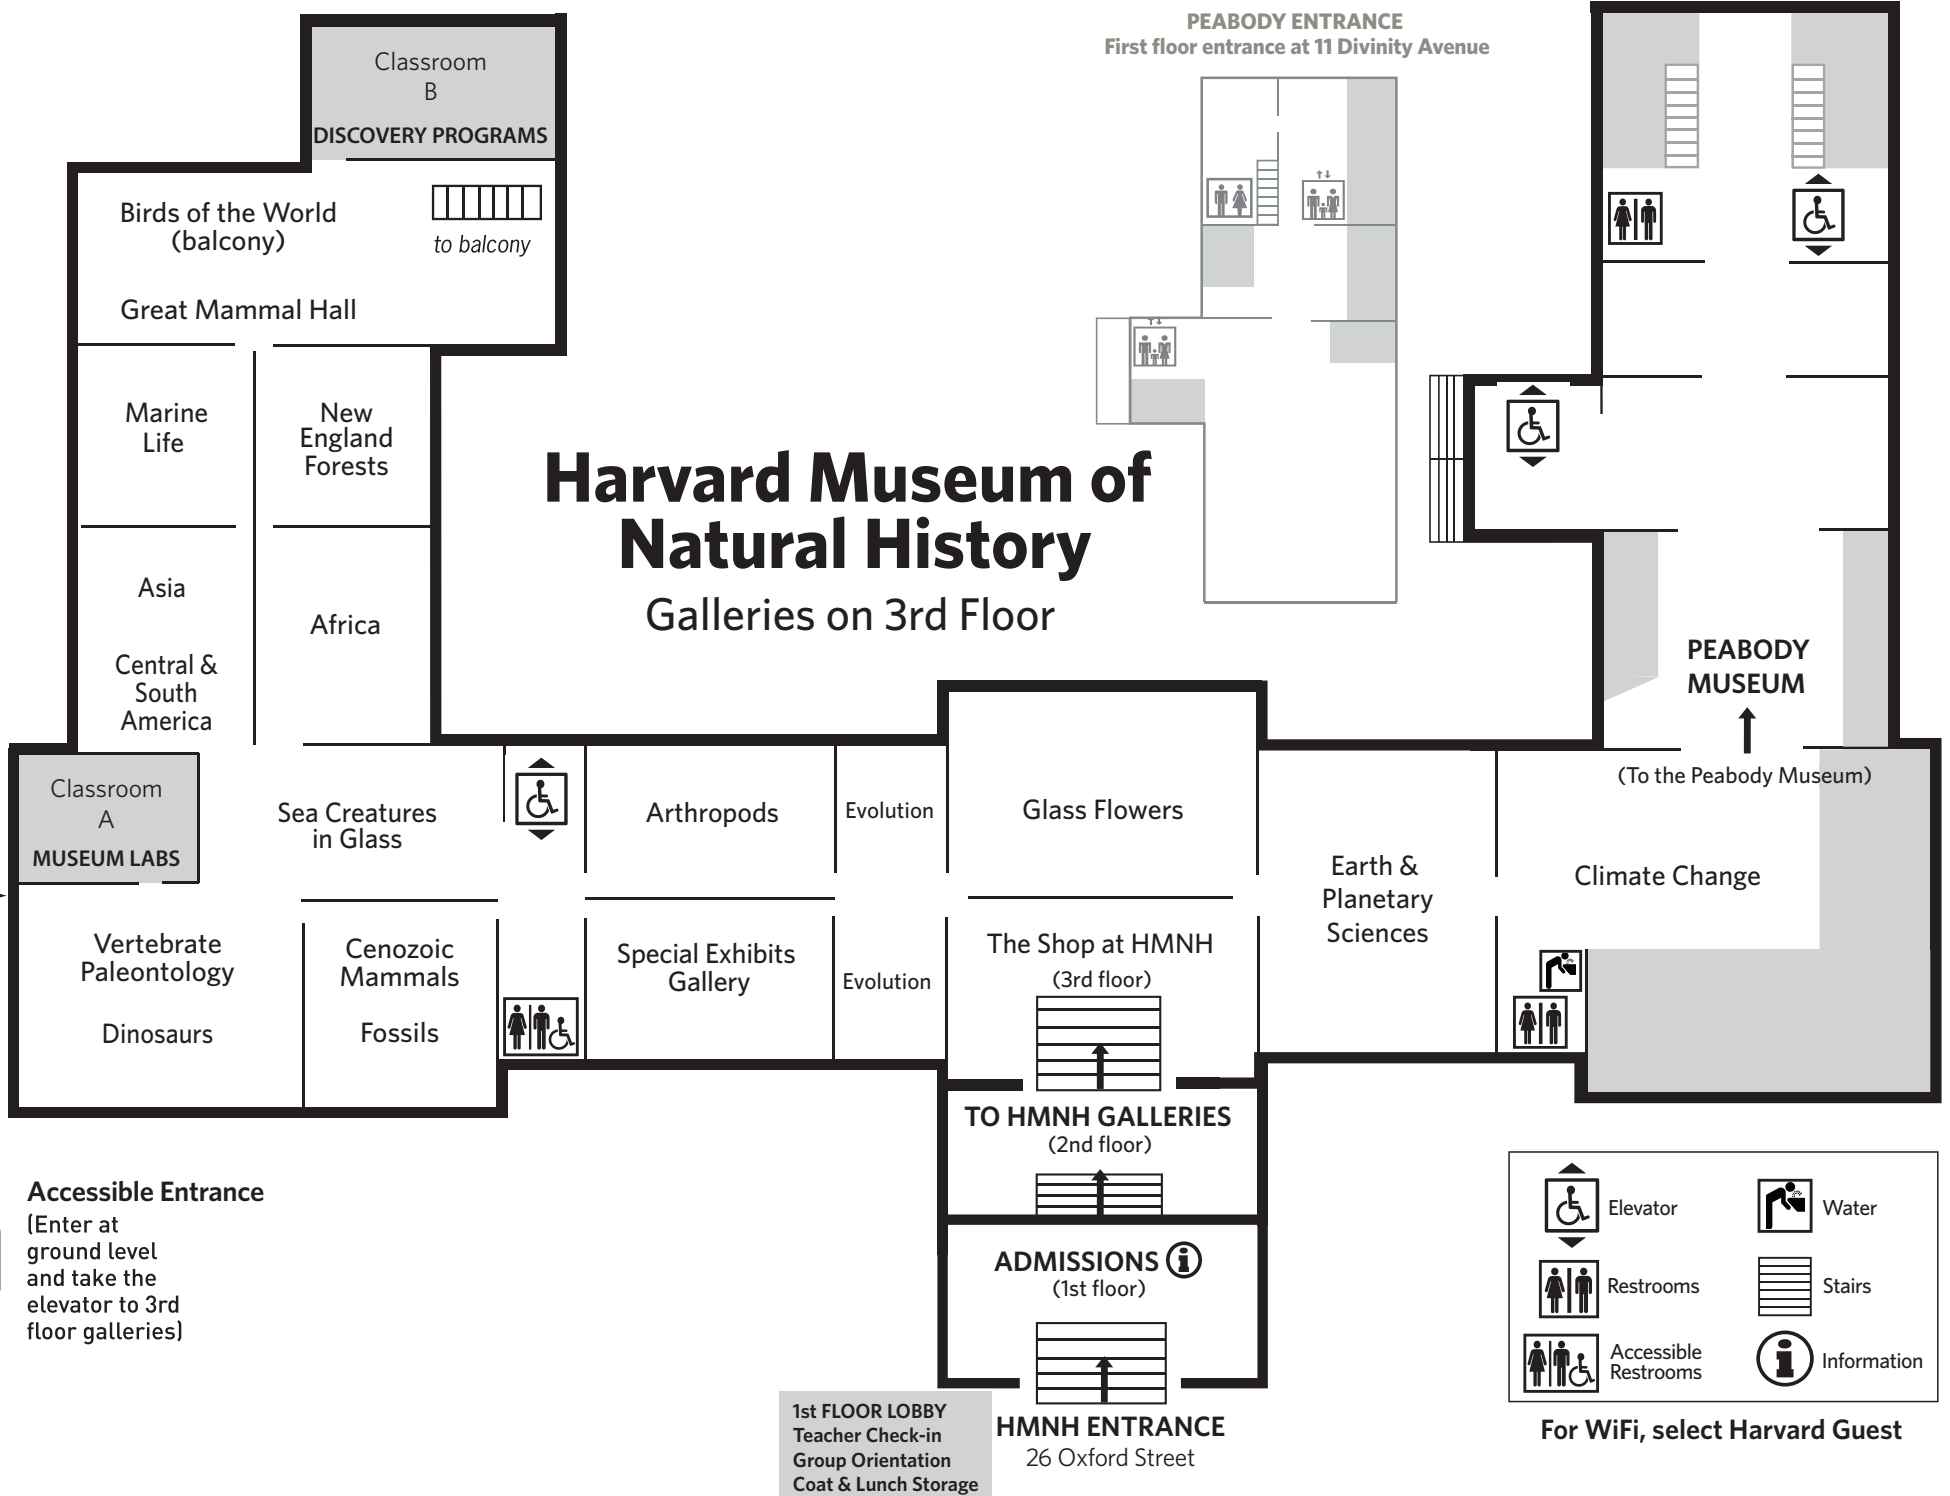 PEABODY ENTRANCE
First floor entrance at 11 Divinity Avenue
Classroom
B
DISCOVERY PROGRAMS
Birds of the World
(balcony)
to balcony
Great Mammal Hall
Marine
Life
New
England
Forests
Harvard Museum of
Natural History
Galleries on 3rd Floor
Asia
Africa
Central &
South
America
PEABODY
MUSEUM
(To the Peabody Museum)
Classroom
A
MUSEUM LABS
Sea Creatures
in Glass
Arthropods
Evolution
Glass Flowers
Earth &
Planetary
Sciences
Climate Change
Vertebrate
Paleontology
Dinosaurs
Cenozoic
Mammals
Fossils
Special Exhibits
Gallery
Evolution
The Shop at HMNH
(3rd floor)
TO HMNH GALLERIES
(2nd floor)
ADMISSIONS i
(1st floor)
HMNH ENTRANCE
26 Oxford Street
1st FLOOR LOBBY
Teacher Check-in
Group Orientation
Coat & Lunch Storage
Accessible Entrance
(Enter at
ground level
and take the
elevator to 3rd
floor galleries)
Elevator
Water
Restrooms
Stairs
Accessible
Restrooms
i Information
For WiFi, select Harvard Guest